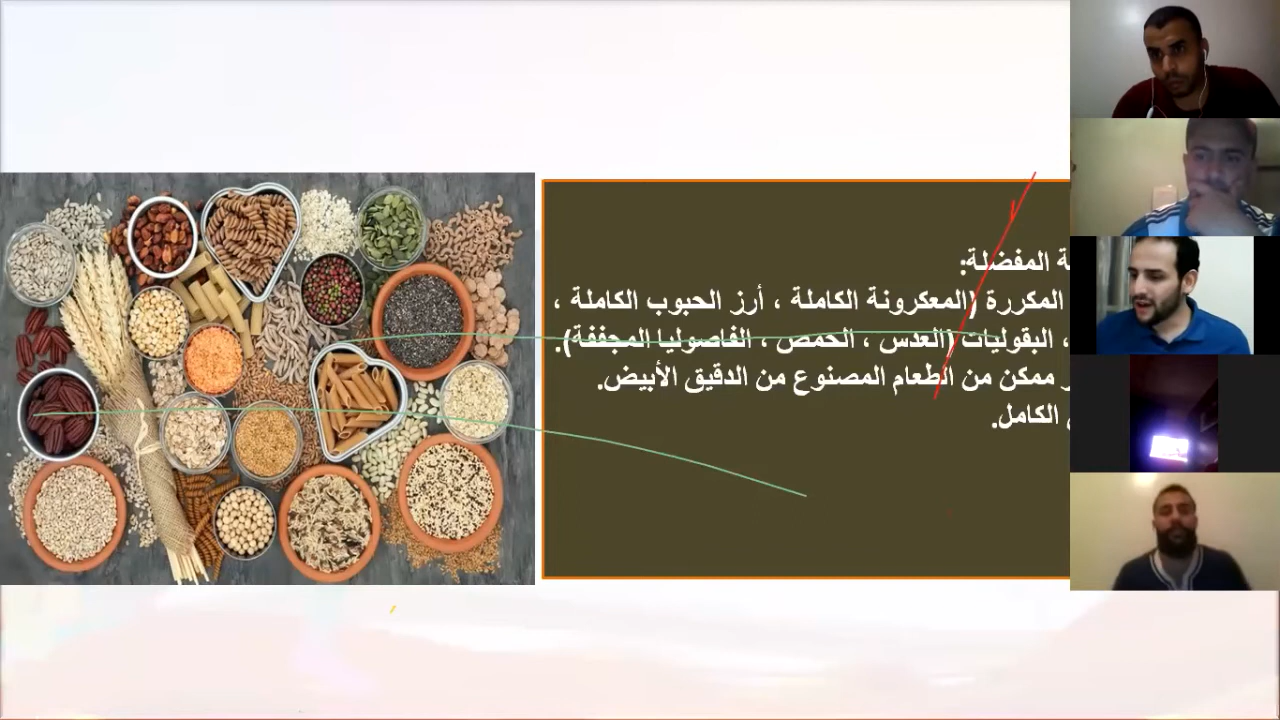 المفضلة:
المكررة (المعكرونة الكاملة ، أرز الحبوب الكاملة ،
، البقوليات (العدس ، الحمص ، الفاصوليا المجففة).
ممكن من الطعام المصنوع من الدقيق الأبيض.
الكامل.